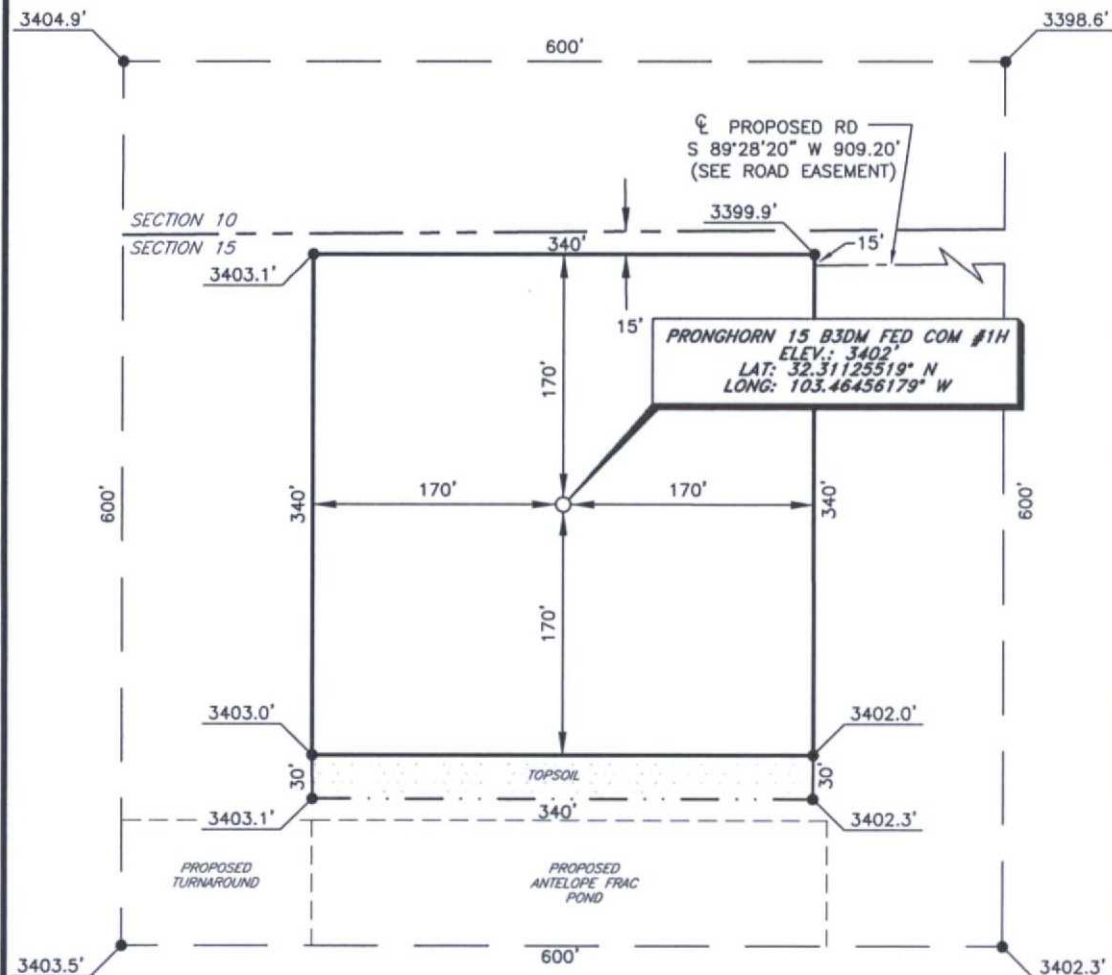 3404.9'
3398.6'
600'
℄ PROPOSED RD
S 89°28'20" W 909.20'
(SEE ROAD EASEMENT)
SECTION 10
SECTION 15
3399.9'
340'
15'
3403.1'
15'
PRONGHORN 15 B3DM FED COM #1H
ELEV.: 3402'
LAT: 32.31125519° N
LONG: 103.46456179° W
170'
600'
340'
170'
170'
340'
600'
170'
3403.0'
3402.0'
30'
TOPSOIL
30'
3403.1'
340'
3402.3'
PROPOSED
TURNAROUND
PROPOSED
ANTELOPE FRAC
POND
3403.5'
600'
3402.3'